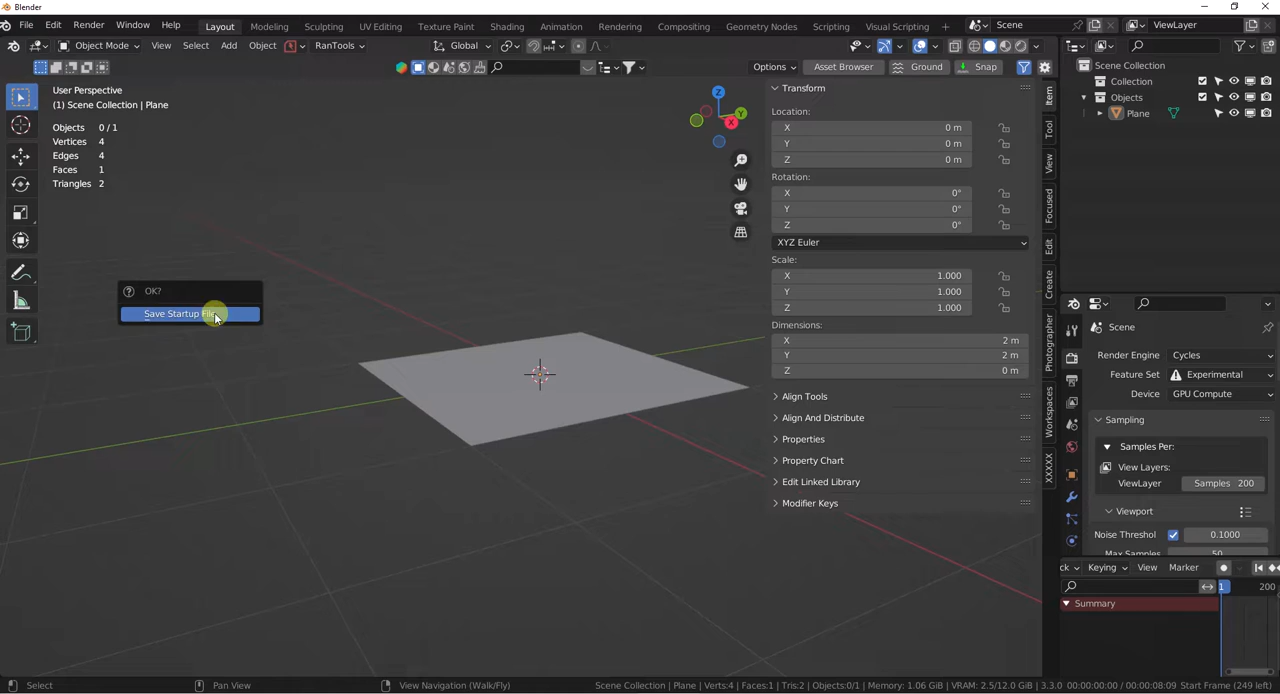 Blender
File Edit Render Window Help Layout Modeling Sculpting UV Editing Texture Paint Shading Animation Rendering Compositing Geometry Nodes Scripting Visual Scripting + Scene ViewLayer
Object Mode View Select Add Object RanTools Global
Options Asset Browser Ground Snap
User Perspective
(1) Scene Collection | Plane
Objects 0 / 1
Vertices 4
Edges 4
Faces 1
Triangles 2
OK?
Save Startup File
Z
Y
X
Transform
Location:
X 0 m
Y 0 m
Z 0 m
Rotation:
X 0°
Y 0°
Z 0°
XYZ Euler
Scale:
X 1.000
Y 1.000
Z 1.000
Dimensions:
X 2 m
Y 2 m
Z 0 m
Align Tools
Align And Distribute
Properties
Property Chart
Edit Linked Library
Modifier Keys
Item
Tool
View
Focused
Edit
Create
Photographer
Workspaces
XXXXX
Scene Collection
Collection
Objects
Plane
Scene
Render Engine Cycles
Feature Set Experimental
Device GPU Compute
Sampling
Samples Per:
View Layers:
ViewLayer Samples 200
Viewport
Noise Threshol 0.1000
Keying View Marker
1 200
Summary
Select Pan View View Navigation (Walk/Fly) Scene Collection | Plane | Verts:4 | Faces:1 | Tris:2 | Objects:0/1 | Memory: 1.06 GiB | VRAM: 2.5/12.0 GiB | 3.3.0 00:00:00:00 / 00:00:08:09 Start Frame (249 left)